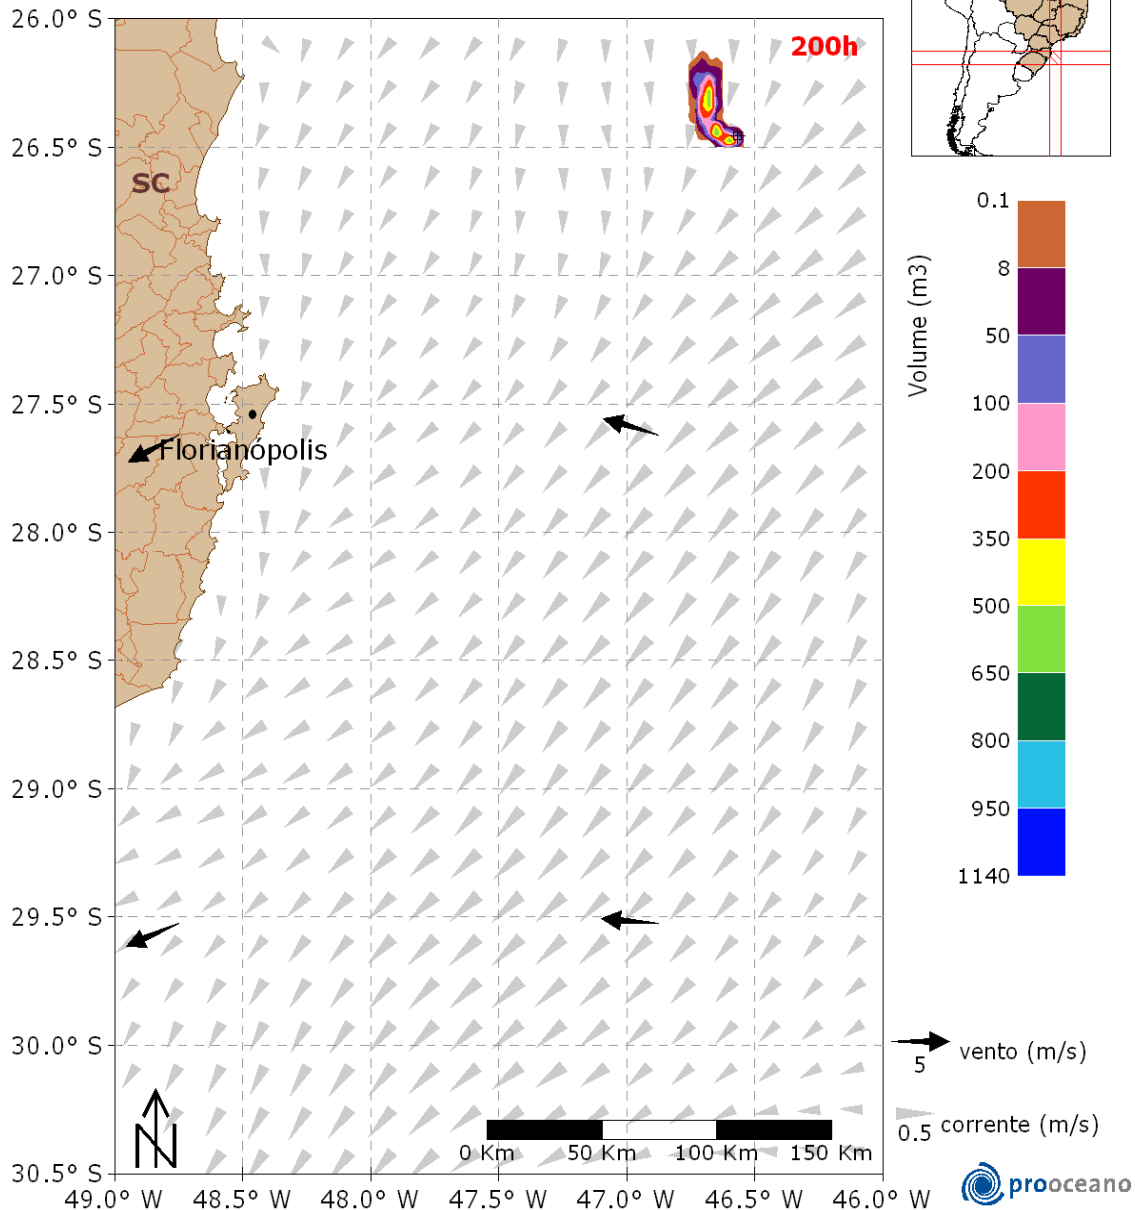 26.0° S
200h
26.5° S
SC
27.0° S
27.5° S
Florianópolis
28.0° S
28.5° S
29.0° S
29.5° S
30.0° S
30.5° S
N
0 Km 50 Km 100 Km 150 Km
49.0° W 48.5° W 48.0° W 47.5° W 47.0° W 46.5° W 46.0° W
Volume (m3)
0.1
8
50
100
200
350
500
650
800
950
1140
vento (m/s)
5
corrente (m/s)
0.5
prooceano